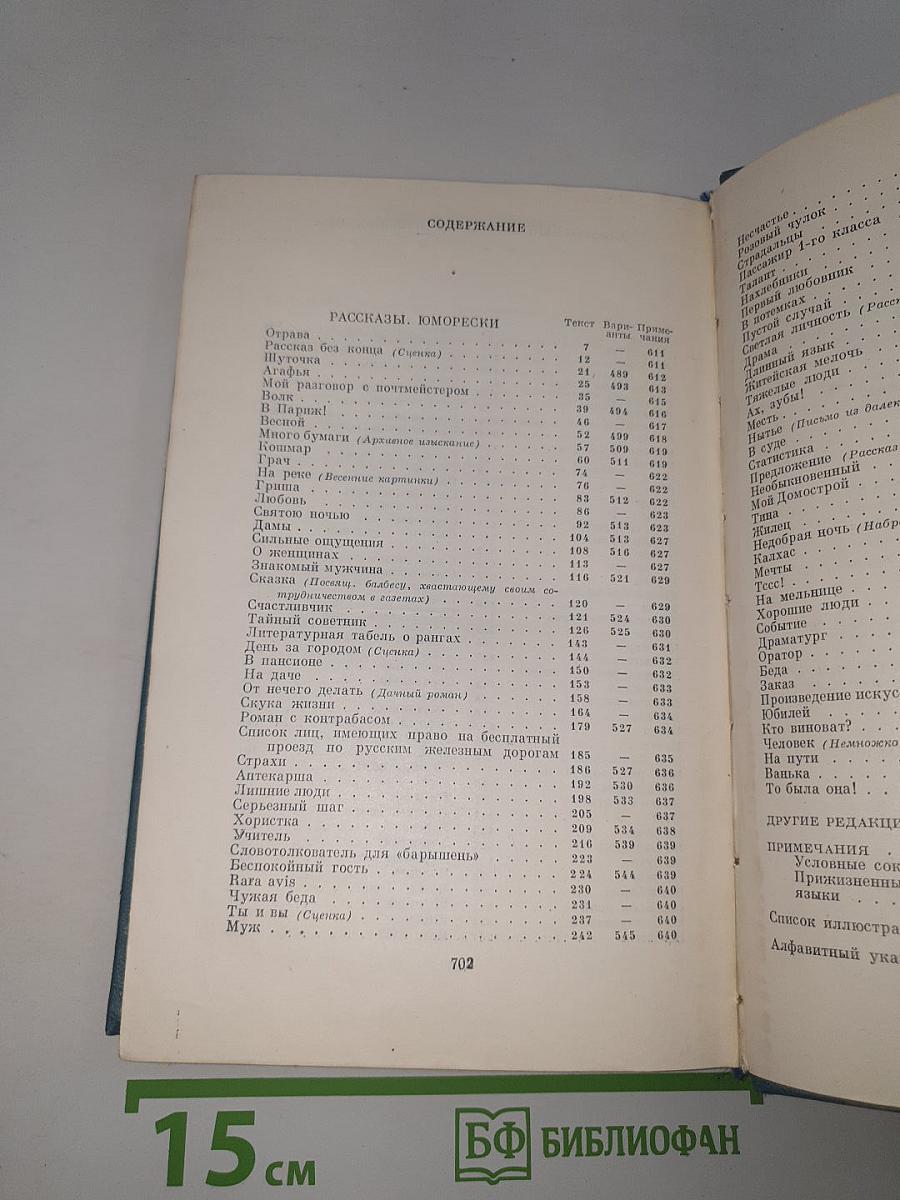 СОДЕРЖАНИЕ
РАССКАЗЫ. ЮМОРЕСКИ Текст Вари- Приме-
анты чания
Отрава 7 — 611
Рассказ без конца (Сценка) 12 — 611
Шуточка 21 489 612
Агафья 25 493 613
Мой разговор с почтмейстером 35 — 615
Волк 39 494 616
В Париж! 46 — 617
Весной 52 499 618
Много бумаги (Архивное изыскание) 57 509 619
Кошмар 60 511 619
Грач 74 — 622
На реке (Весенние картинки) 76 — 622
Гриша 83 512 622
Любовь 86 — 623
Святою ночью 92 513 623
Дамы 104 513 627
Сильные ощущения 108 516 627
О женщинах 113 — 627
Знакомый мужчина 116 521 629
Сказка (Посвящ. балбесу, хвастающему своим со-
трудничеством в газетах) 120 — 629
Счастливчик 121 524 630
Тайный советник 126 525 630
Литературная табель о рангах 143 — 631
День за городом (Сценка) 144 — 632
В пансионе 150 — 632
На даче 153 — 633
От нечего делать (Дачный роман) 158 — 633
Скука жизни 164 — 634
Роман с контрабасом 179 527 634
Список лиц, имеющих право на бесплатный
проезд по русским железным дорогам 185 — 635
Страхи 186 527 636
Аптекарша 192 530 636
Лишние люди 198 533 637
Серьезный шаг 205 — 637
Хористка 209 534 638
Учитель 216 539 639
Словотолкователь для «барышень» 223 — 639
Беспокойный гость 224 544 639
Rara avis 230 — 640
Чужая беда 231 — 640
Ты и вы (Сценка) 237 — 640
Муж 242 545 640
702
Несчастье
Розовый чулок
Страдальцы
Пассажир 1-го класса
Талант
Нахлебники
Первый любовник
В потемках
Пустой случай
Светлая личность (Расс
Драма
Длинный язык
Житейская мелочь
Тяжелые люди
Ах, зубы!
Месть
Нытье (Письмо из далек
В суде
Статистика
Предложение (Рассказ
Необыкновенный
Мой Домострой
Тина
Жилец
Недобрая ночь (Набр
Калхас
Мечты
Тссс!
На мельнице
Хорошие люди
Событие
Драматург
Оратор
Беда
Заказ
Произведение искус
Юбилей
Кто виноват?
Человек (Немножко
На пути
Ванька
То была она!
ДРУГИЕ РЕДАКЦИ
ПРИМЕЧАНИЯ
Условные сок
Прижизненны
языки
Список иллюстра
Алфавитный ука
15 см
БФ БИБЛИОФАН